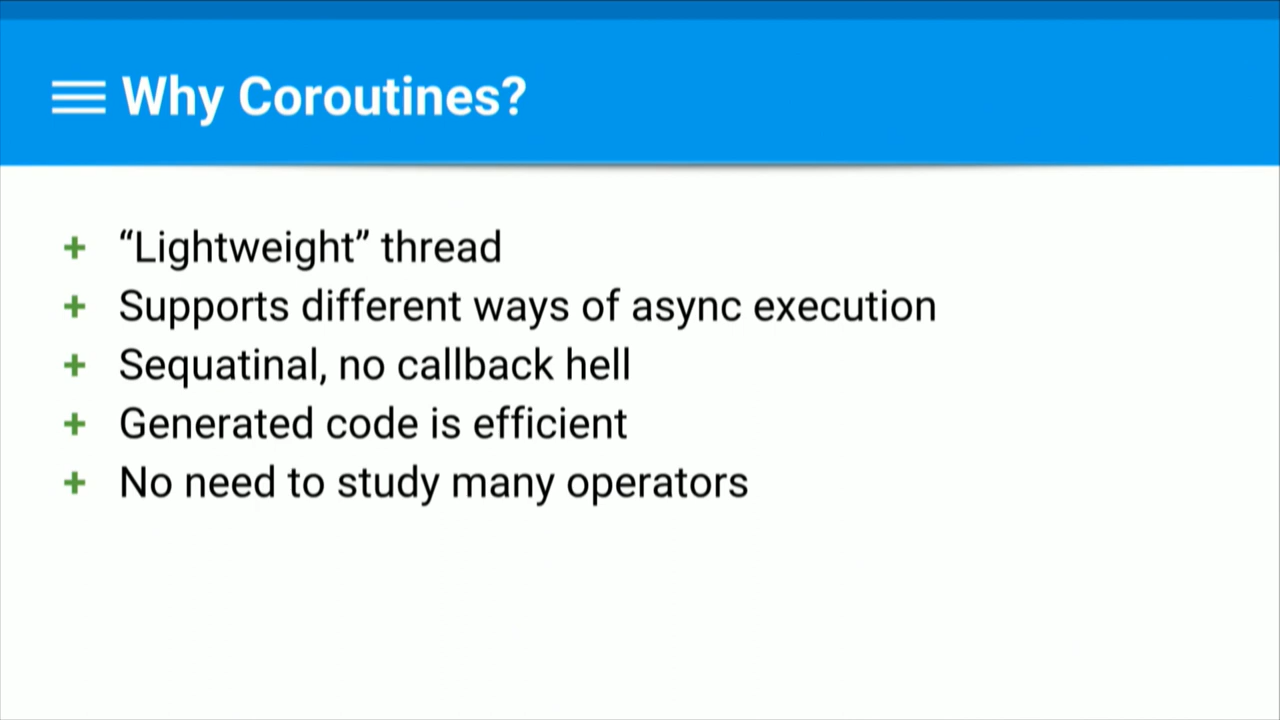 Why Coroutines?
+ “Lightweight” thread
+ Supports different ways of async execution
+ Sequatinal, no callback hell
+ Generated code is efficient
+ No need to study many operators